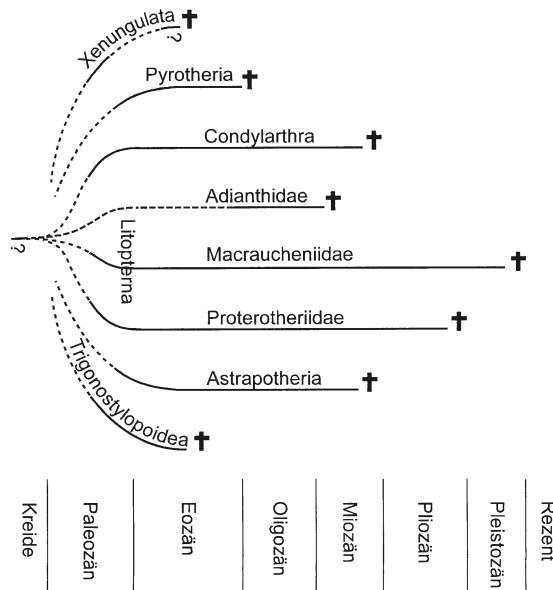 Xenungulata
?
Pyrotheria
Condylarthra
Adianthidae
Litopterna
?
Macraucheniidae
Proterotheriidae
Astrapotheria
Trigonostylopoidea
Kreide
Paleozän
Eozän
Oligozän
Miozän
Pliozän
Pleistozän
Rezent